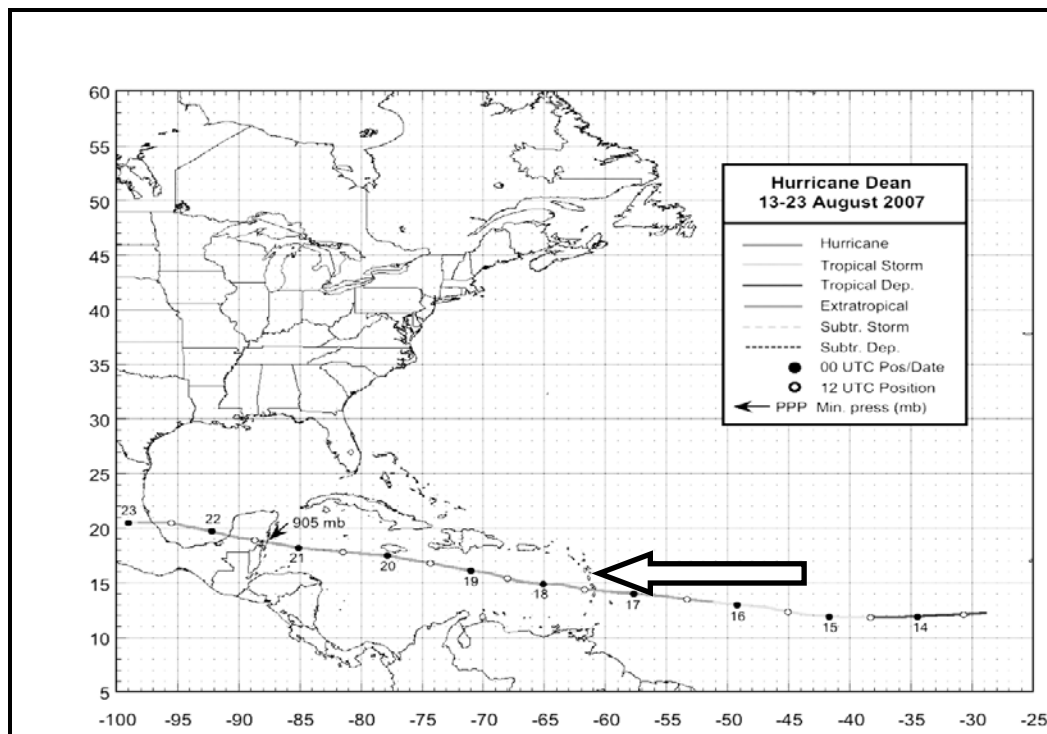 60
55
50
45
40
35
30
25
20
15
10
5
Hurricane Dean
13-23 August 2007
Hurricane
Tropical Storm
Tropical Dep.
Extratropical
Subtr. Storm
Subtr. Dep.
00 UTC Pos/Date
12 UTC Position
PPP Min. press (mb)
905 mb
23
22
21
20
19
18
17
16
15
14
-100 -95 -90 -85 -80 -75 -70 -65 -60 -55 -50 -45 -40 -35 -30 -25